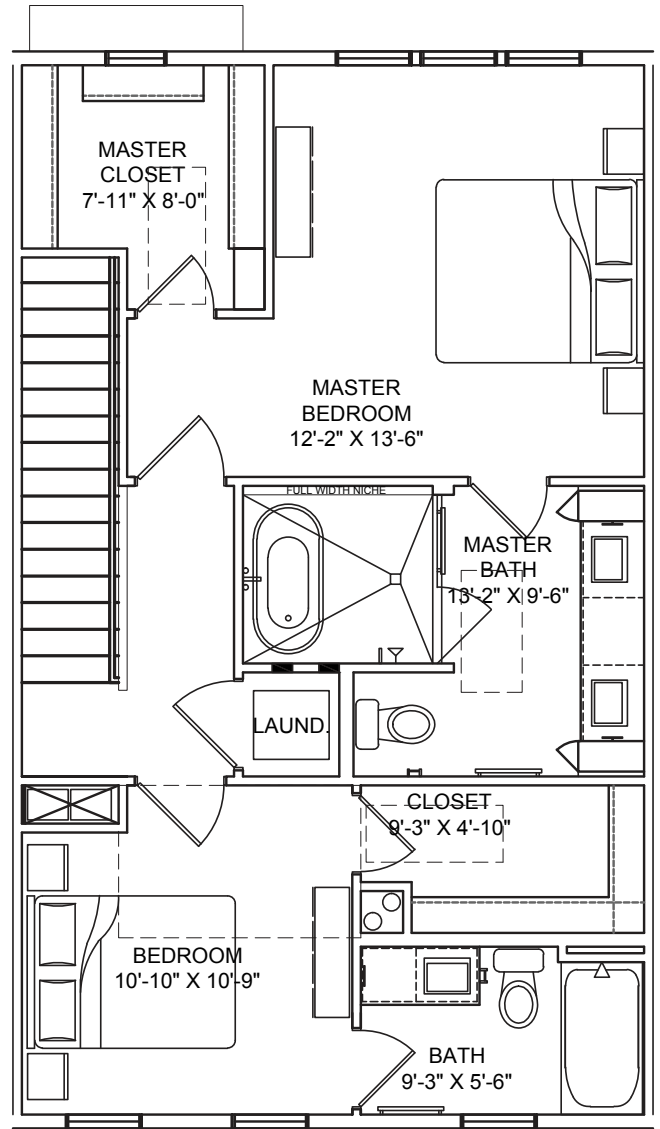 MASTER
CLOSET
7'-11" X 8'-0"
MASTER
BEDROOM
12'-2" X 13'-6"
FULL WIDTH NICHE
MASTER
BATH
13'-2" X 9'-6"
LAUND.
CLOSET
9'-3" X 4'-10"
BEDROOM
10'-10" X 10'-9"
BATH
9'-3" X 5'-6"